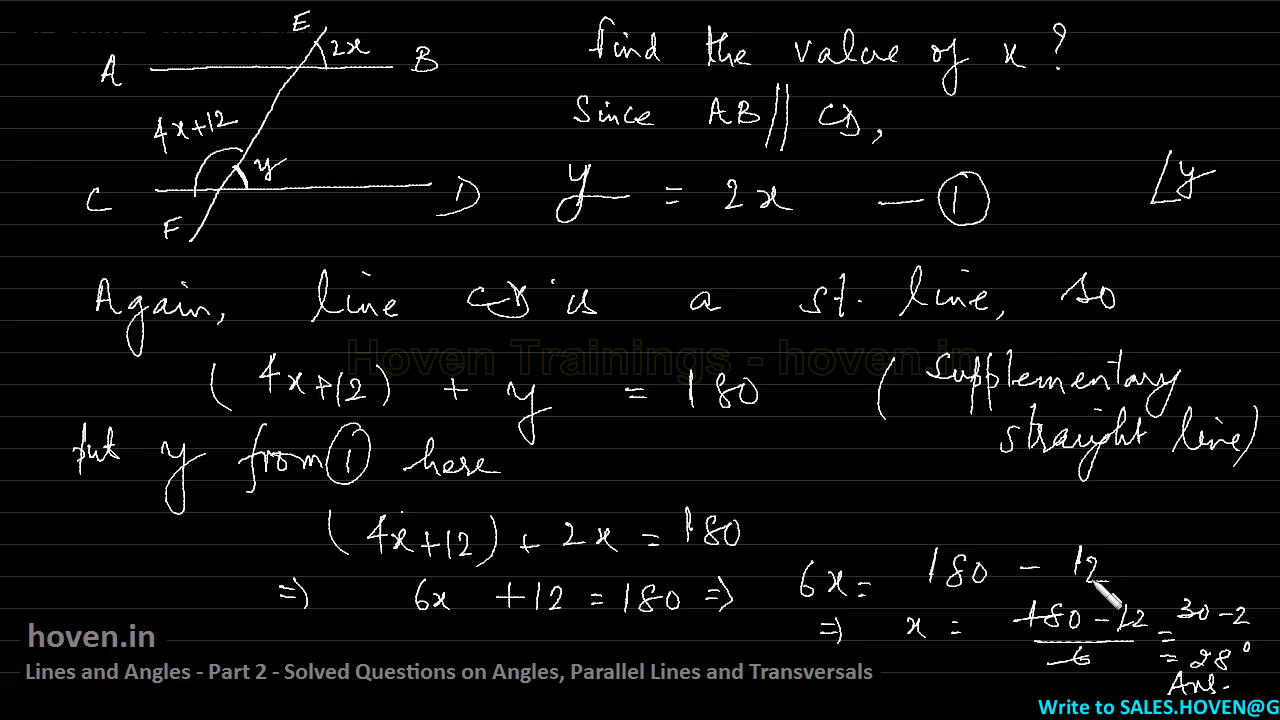 E
2x
A B
4x+12
y
C D
F
find the value of x?
Since AB || CD,
y = 2x — ①
∠y
Again, line CD is a st. line, so
(4x+12) + y = 180 (supplementary
straight line)
put y from ① here
(4x+12) + 2x = 180
⇒ 6x + 12 = 180 ⇒ 6x = 180 - 12
⇒ x = 180 - 12 / 6 = 30 - 2
= 28°
Ans.
Hoven Trainings - hoven.in
hoven.in
Lines and Angles - Part 2 - Solved Questions on Angles, Parallel Lines and Transversals
Write to SALES.HOVEN@G